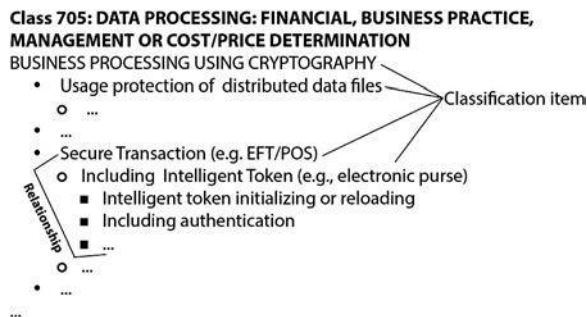 Class 705: DATA PROCESSING: FINANCIAL, BUSINESS PRACTICE,
MANAGEMENT OR COST/PRICE DETERMINATION
BUSINESS PROCESSING USING CRYPTOGRAPHY
• Usage protection of distributed data files
Classification item
o ...
• ...
• Secure Transaction (e.g. EFT/POS)
o Including Intelligent Token (e.g., electronic purse)
■ Intelligent token initializing or reloading
■ Including authentication
■ ...
Relationship
o ...
• ...
...